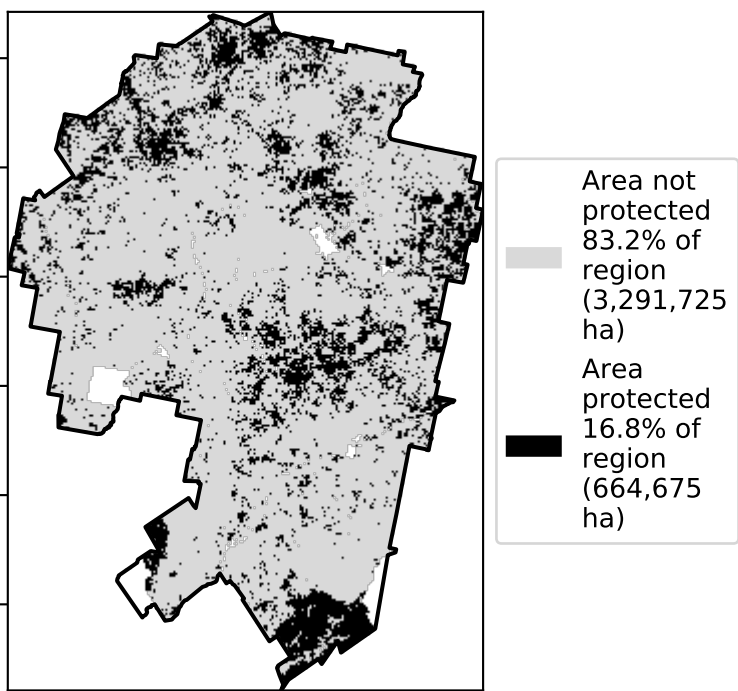 Area not
protected
83.2% of
region
(3,291,725
ha)
Area
protected
16.8% of
region
(664,675
ha)